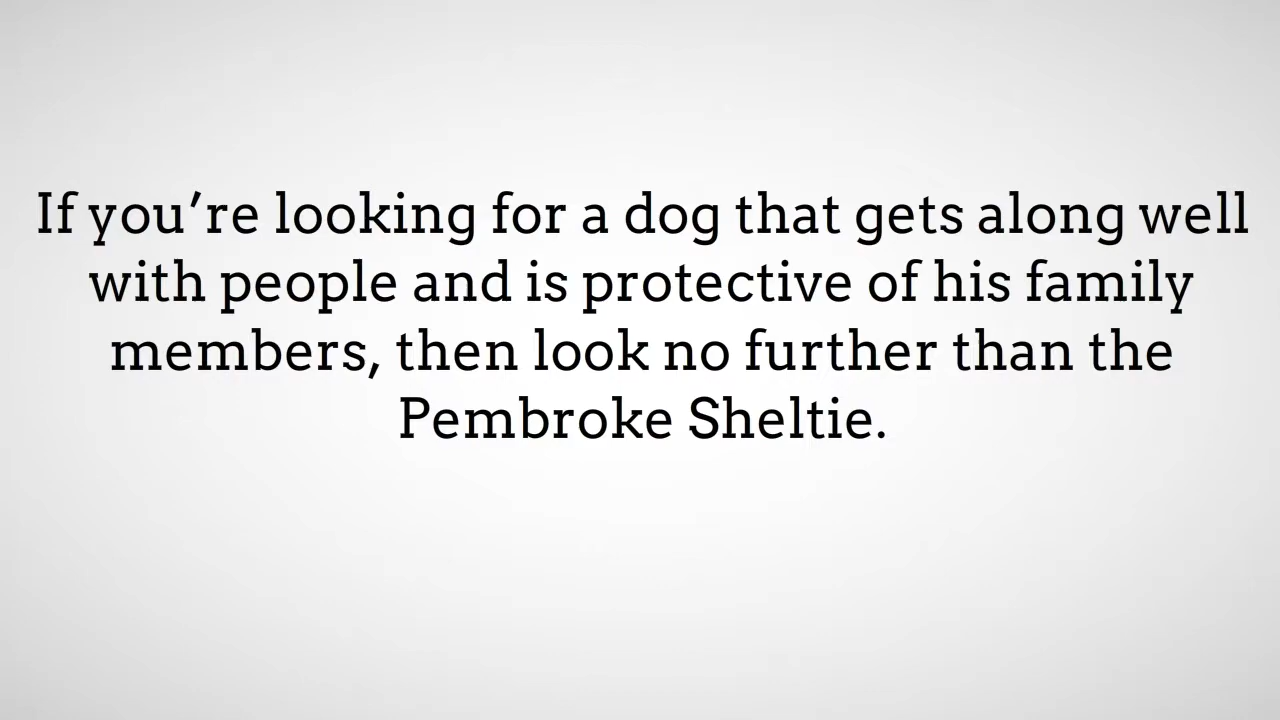 If you’re looking for a dog that gets along well
with people and is protective of his family
members, then look no further than the
Pembroke Sheltie.